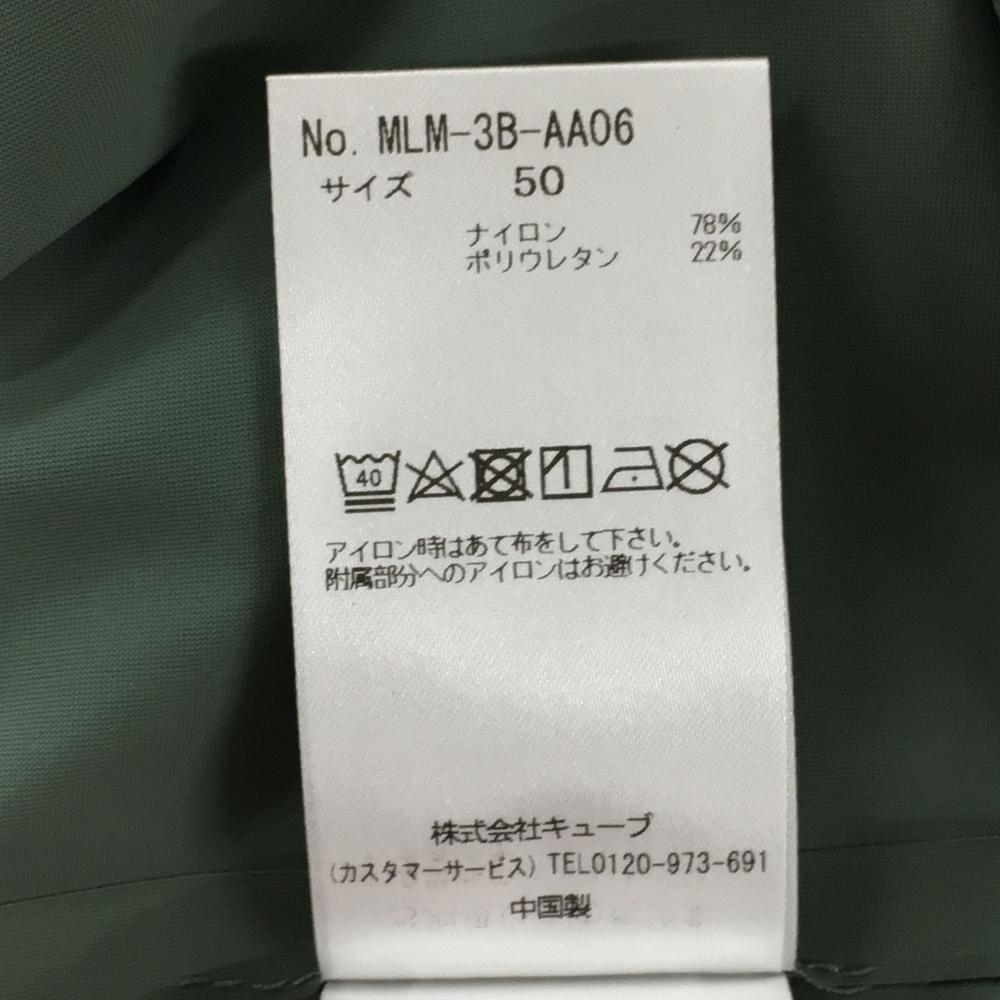 No. MLM-3B-AA06
サイズ 50
ナイロン 78%
ポリウレタン 22%
40
アイロン時はあて布をして下さい。
附属部分へのアイロンはお避けください。
株式会社キューブ
(カスタマーサービス) TEL0120-973-691
中国製